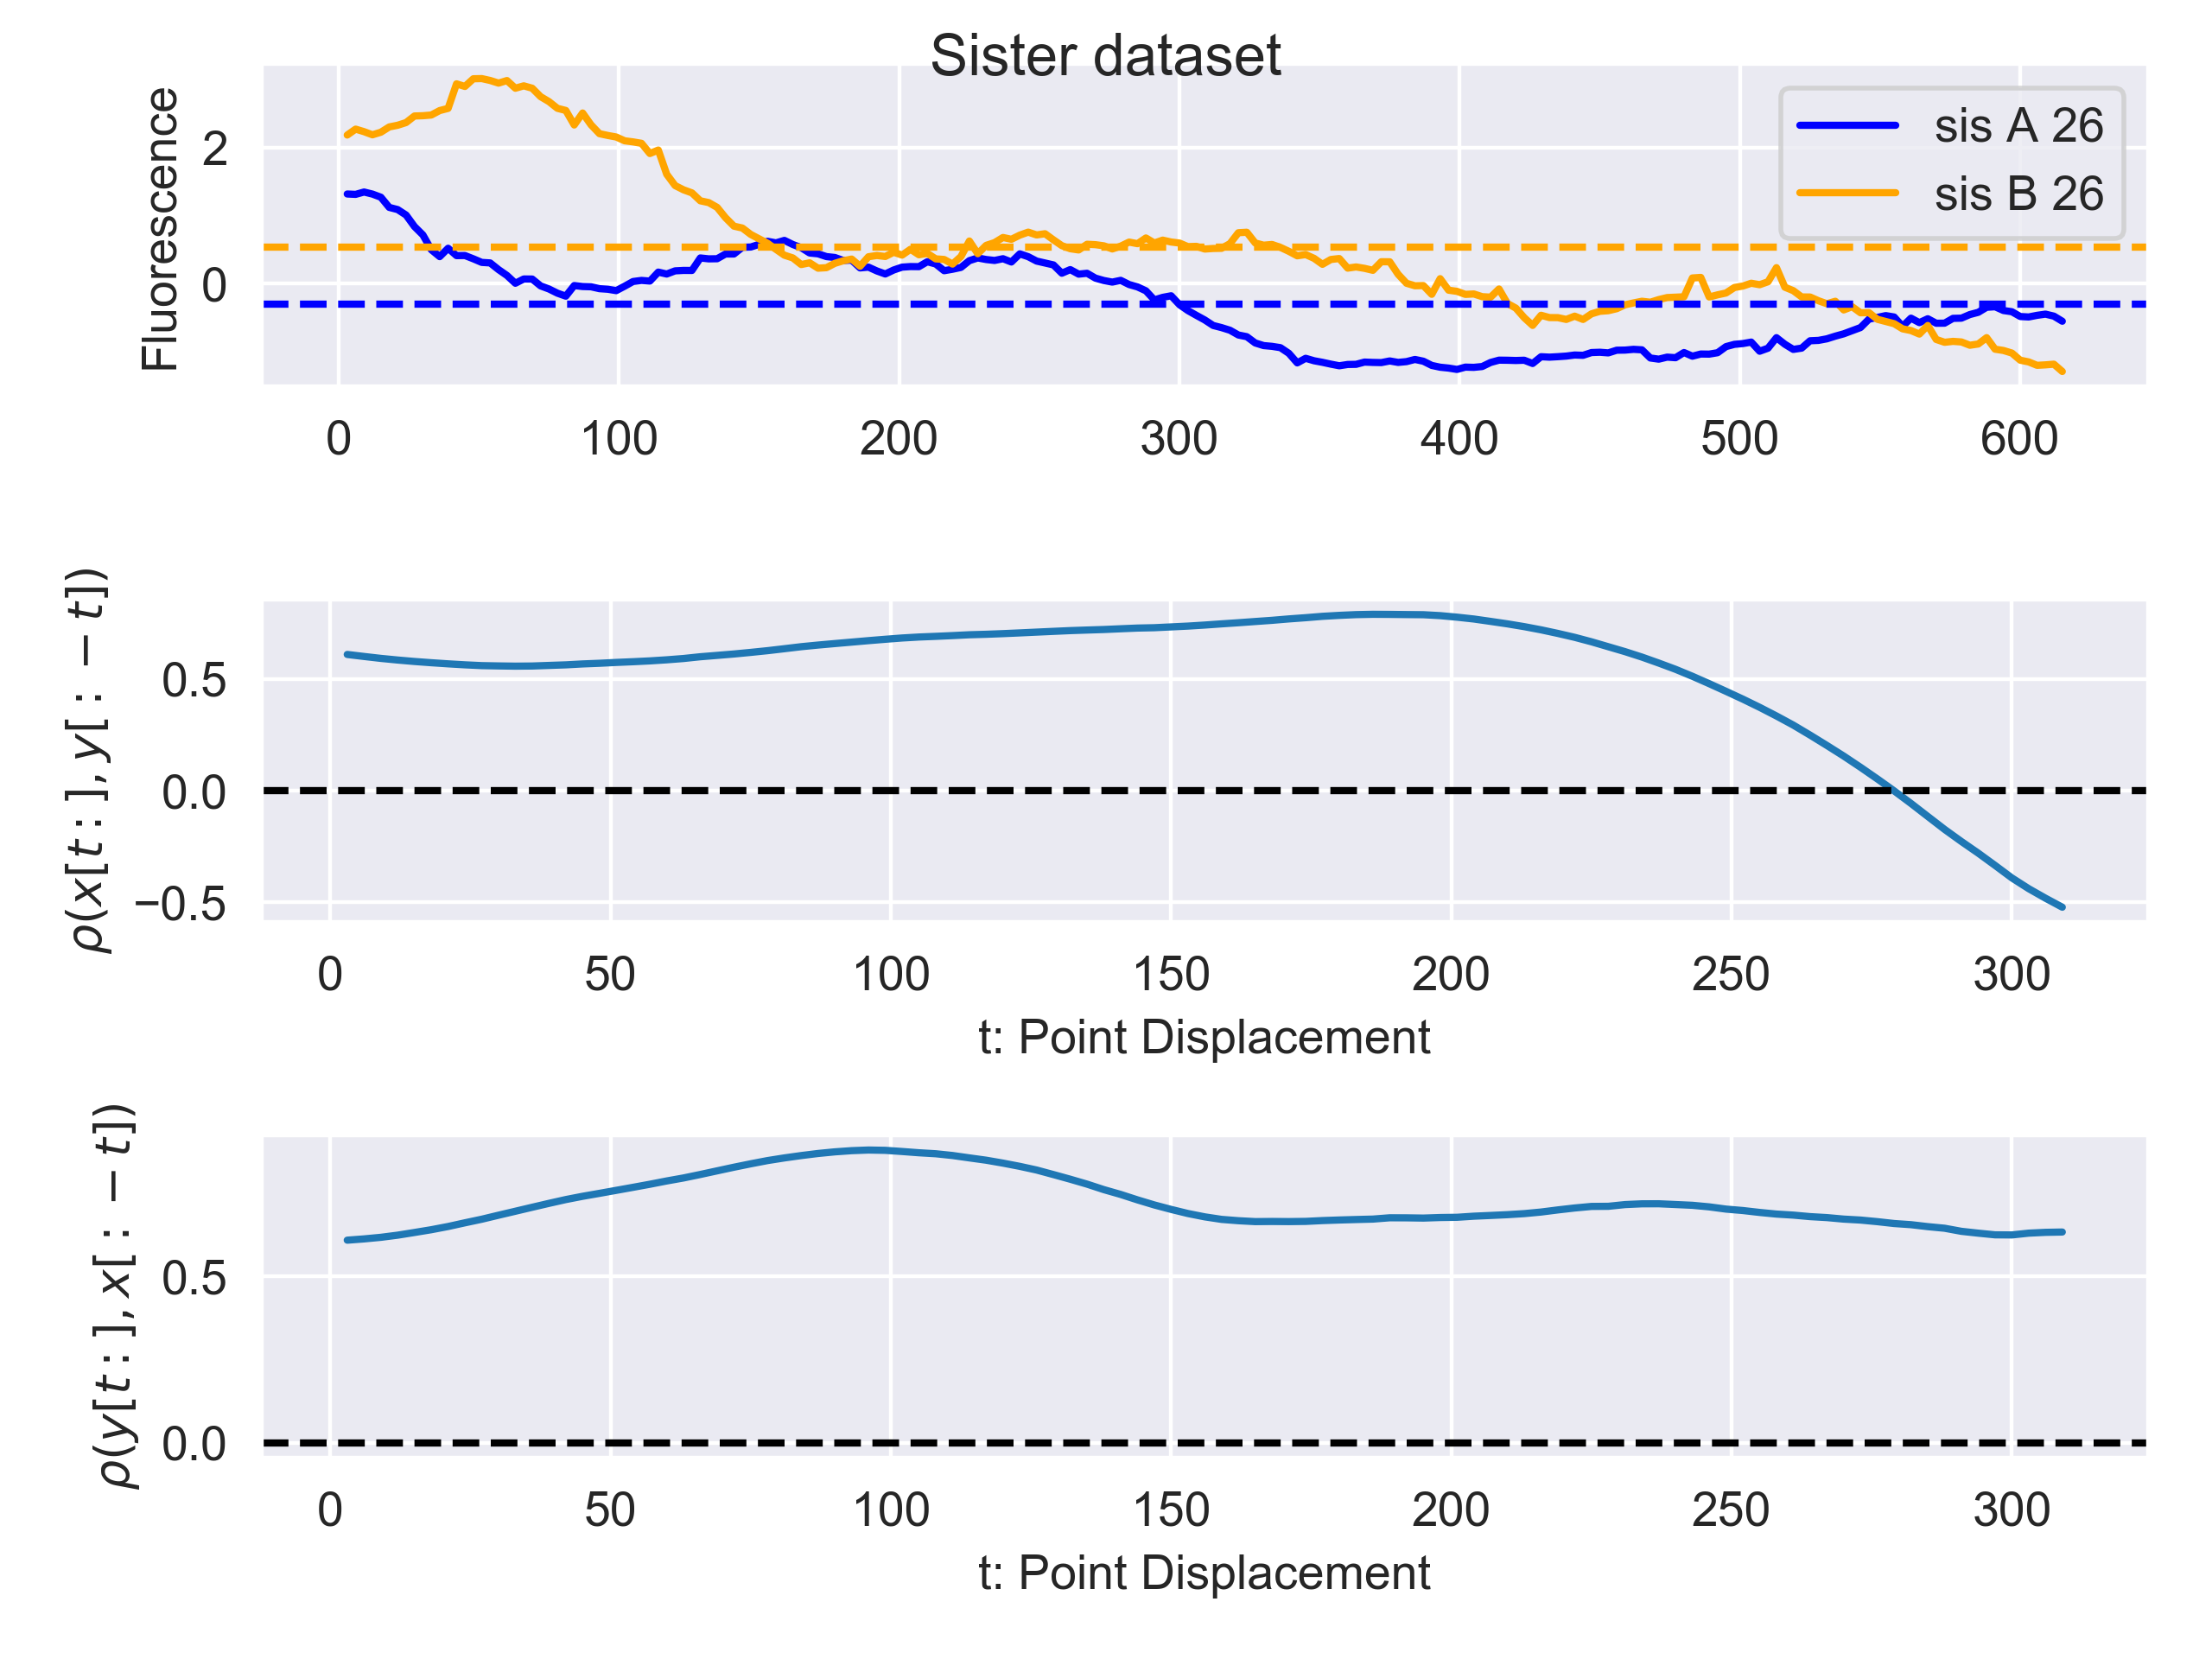 Sister dataset
Fluorescence
2
0
sis A 26
sis B 26
0 100 200 300 400 500 600
ρ(x[t:], y[: − t])
0.5
0.0
−0.5
0 50 100 150 200 250 300
t: Point Displacement
ρ(y[t:], x[: − t])
0.5
0.0
0 50 100 150 200 250 300
t: Point Displacement